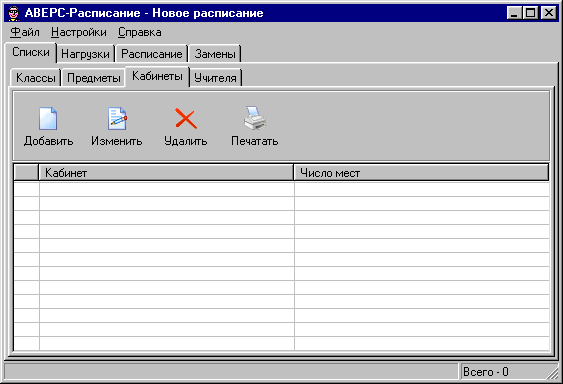 АВЕРС-Расписание - Новое расписание
Файл Настройки Справка
Списки Нагрузки Расписание Замены
Классы Предметы Кабинеты Учителя
Добавить Изменить Удалить Печатать
Кабинет Число мест
Всего - 0